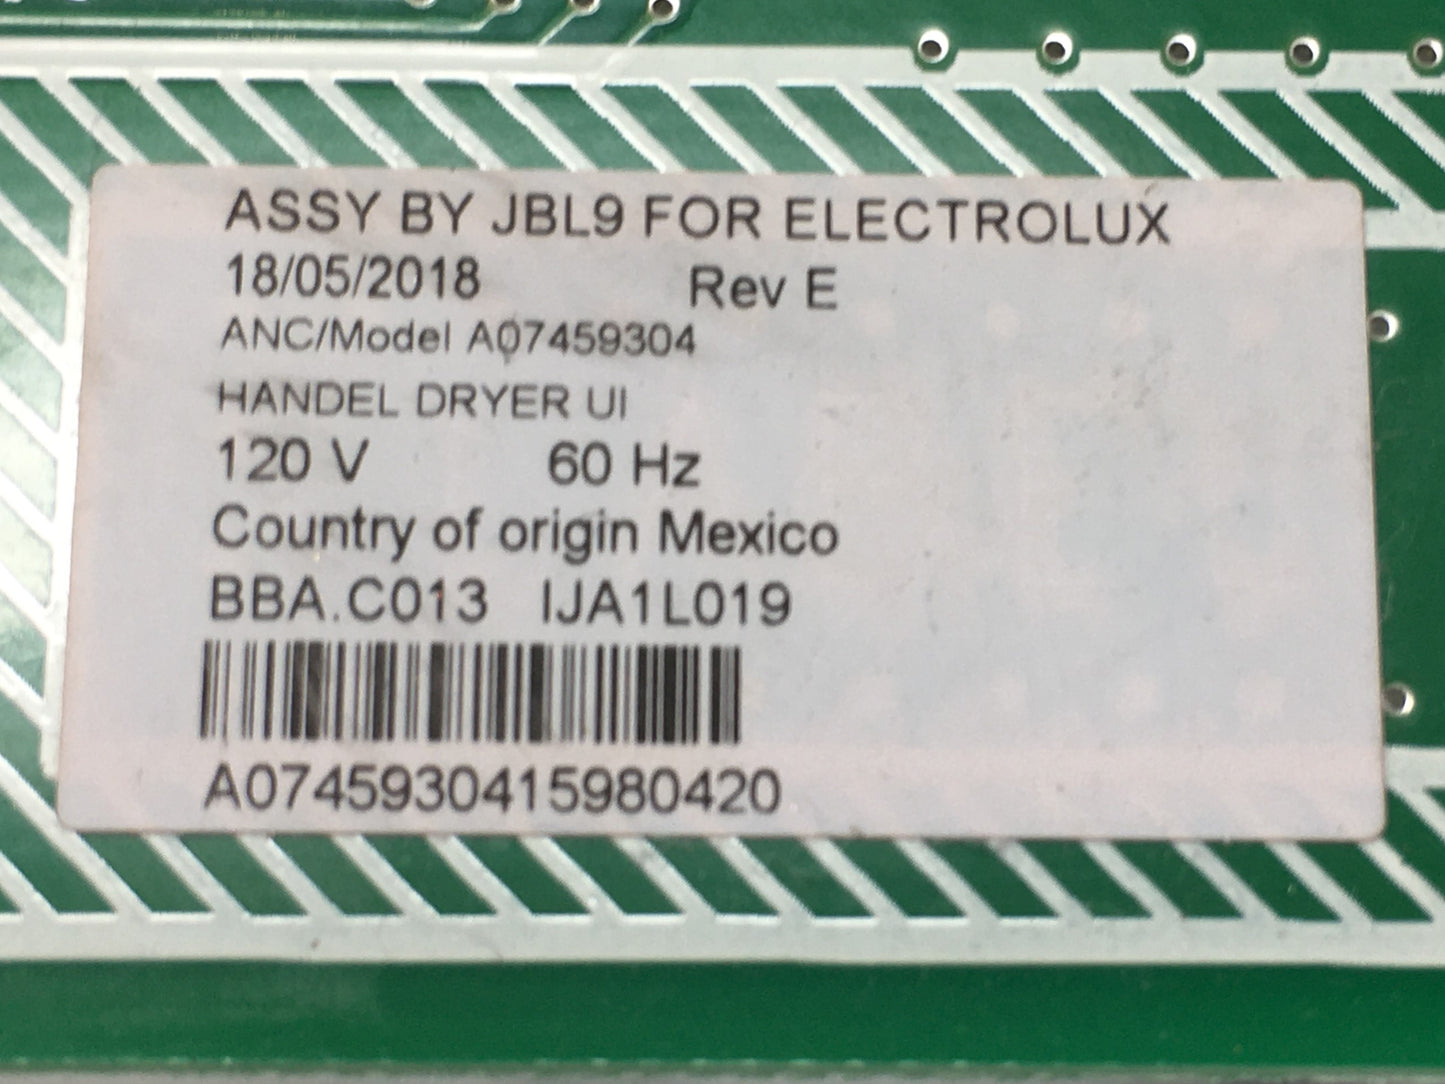 ASSY BY JBL9 FOR ELECTROLUX
18/05/2018 Rev E
ANC/Model A07459304
HANDEL DRYER UI
120 V 60 Hz
Country of origin Mexico
BBA.C013 IJA1L019
A0745930415980420